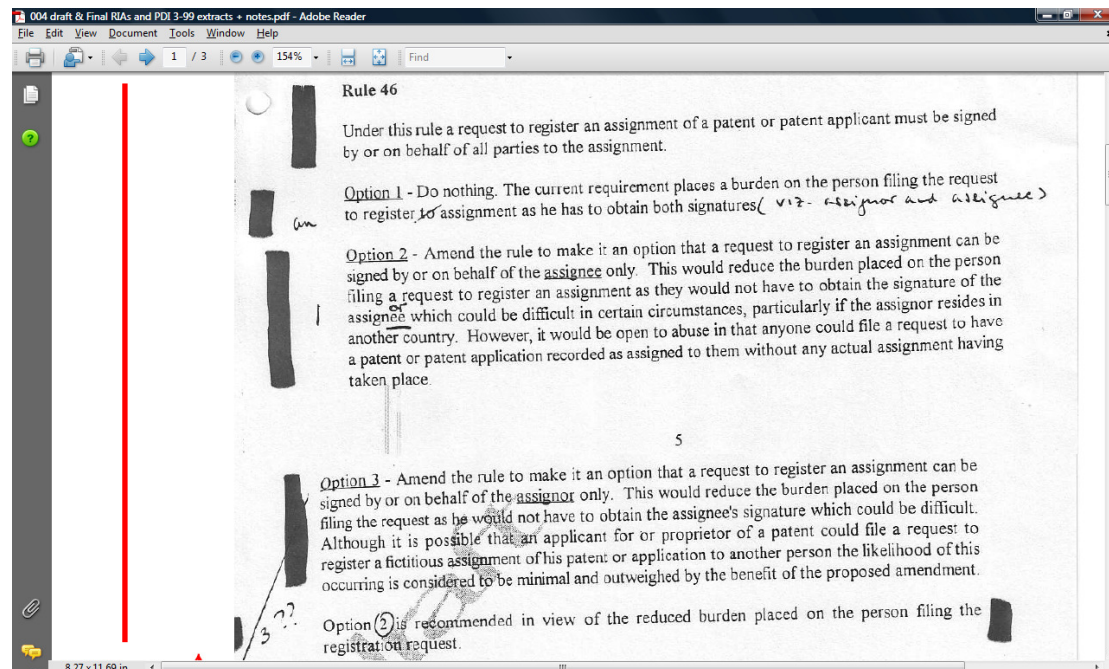 004 draft & Final RIAs and PDI 3-99 extracts + notes.pdf - Adobe Reader
File Edit View Document Tools Window Help
1 / 3 154% Find
Rule 46
Under this rule a request to register an assignment of a patent or patent applicant must be signed
by or on behalf of all parties to the assignment.
Option 1 - Do nothing. The current requirement places a burden on the person filing the request
to register to assignment as he has to obtain both signatures ( viz. assignor and assignee )
an
Option 2 - Amend the rule to make it an option that a request to register an assignment can be
signed by or on behalf of the assignee only. This would reduce the burden placed on the person
filing a request to register an assignment as they would not have to obtain the signature of the
or
assignee which could be difficult in certain circumstances, particularly if the assignor resides in
another country. However, it would be open to abuse in that anyone could file a request to have
a patent or patent application recorded as assigned to them without any actual assignment having
taken place.
5
Option 3 - Amend the rule to make it an option that a request to register an assignment can be
signed by or on behalf of the assignor only. This would reduce the burden placed on the person
filing the request as he would not have to obtain the assignee's signature which could be difficult.
Although it is possible that an applicant for or proprietor of a patent could file a request to
register a fictitious assignment of his patent or application to another person the likelihood of this
occurring is considered to be minimal and outweighed by the benefit of the proposed amendment.
3??
Option 2 is recommended in view of the reduced burden placed on the person filing the
registration request.
8.27 x 11.69 in